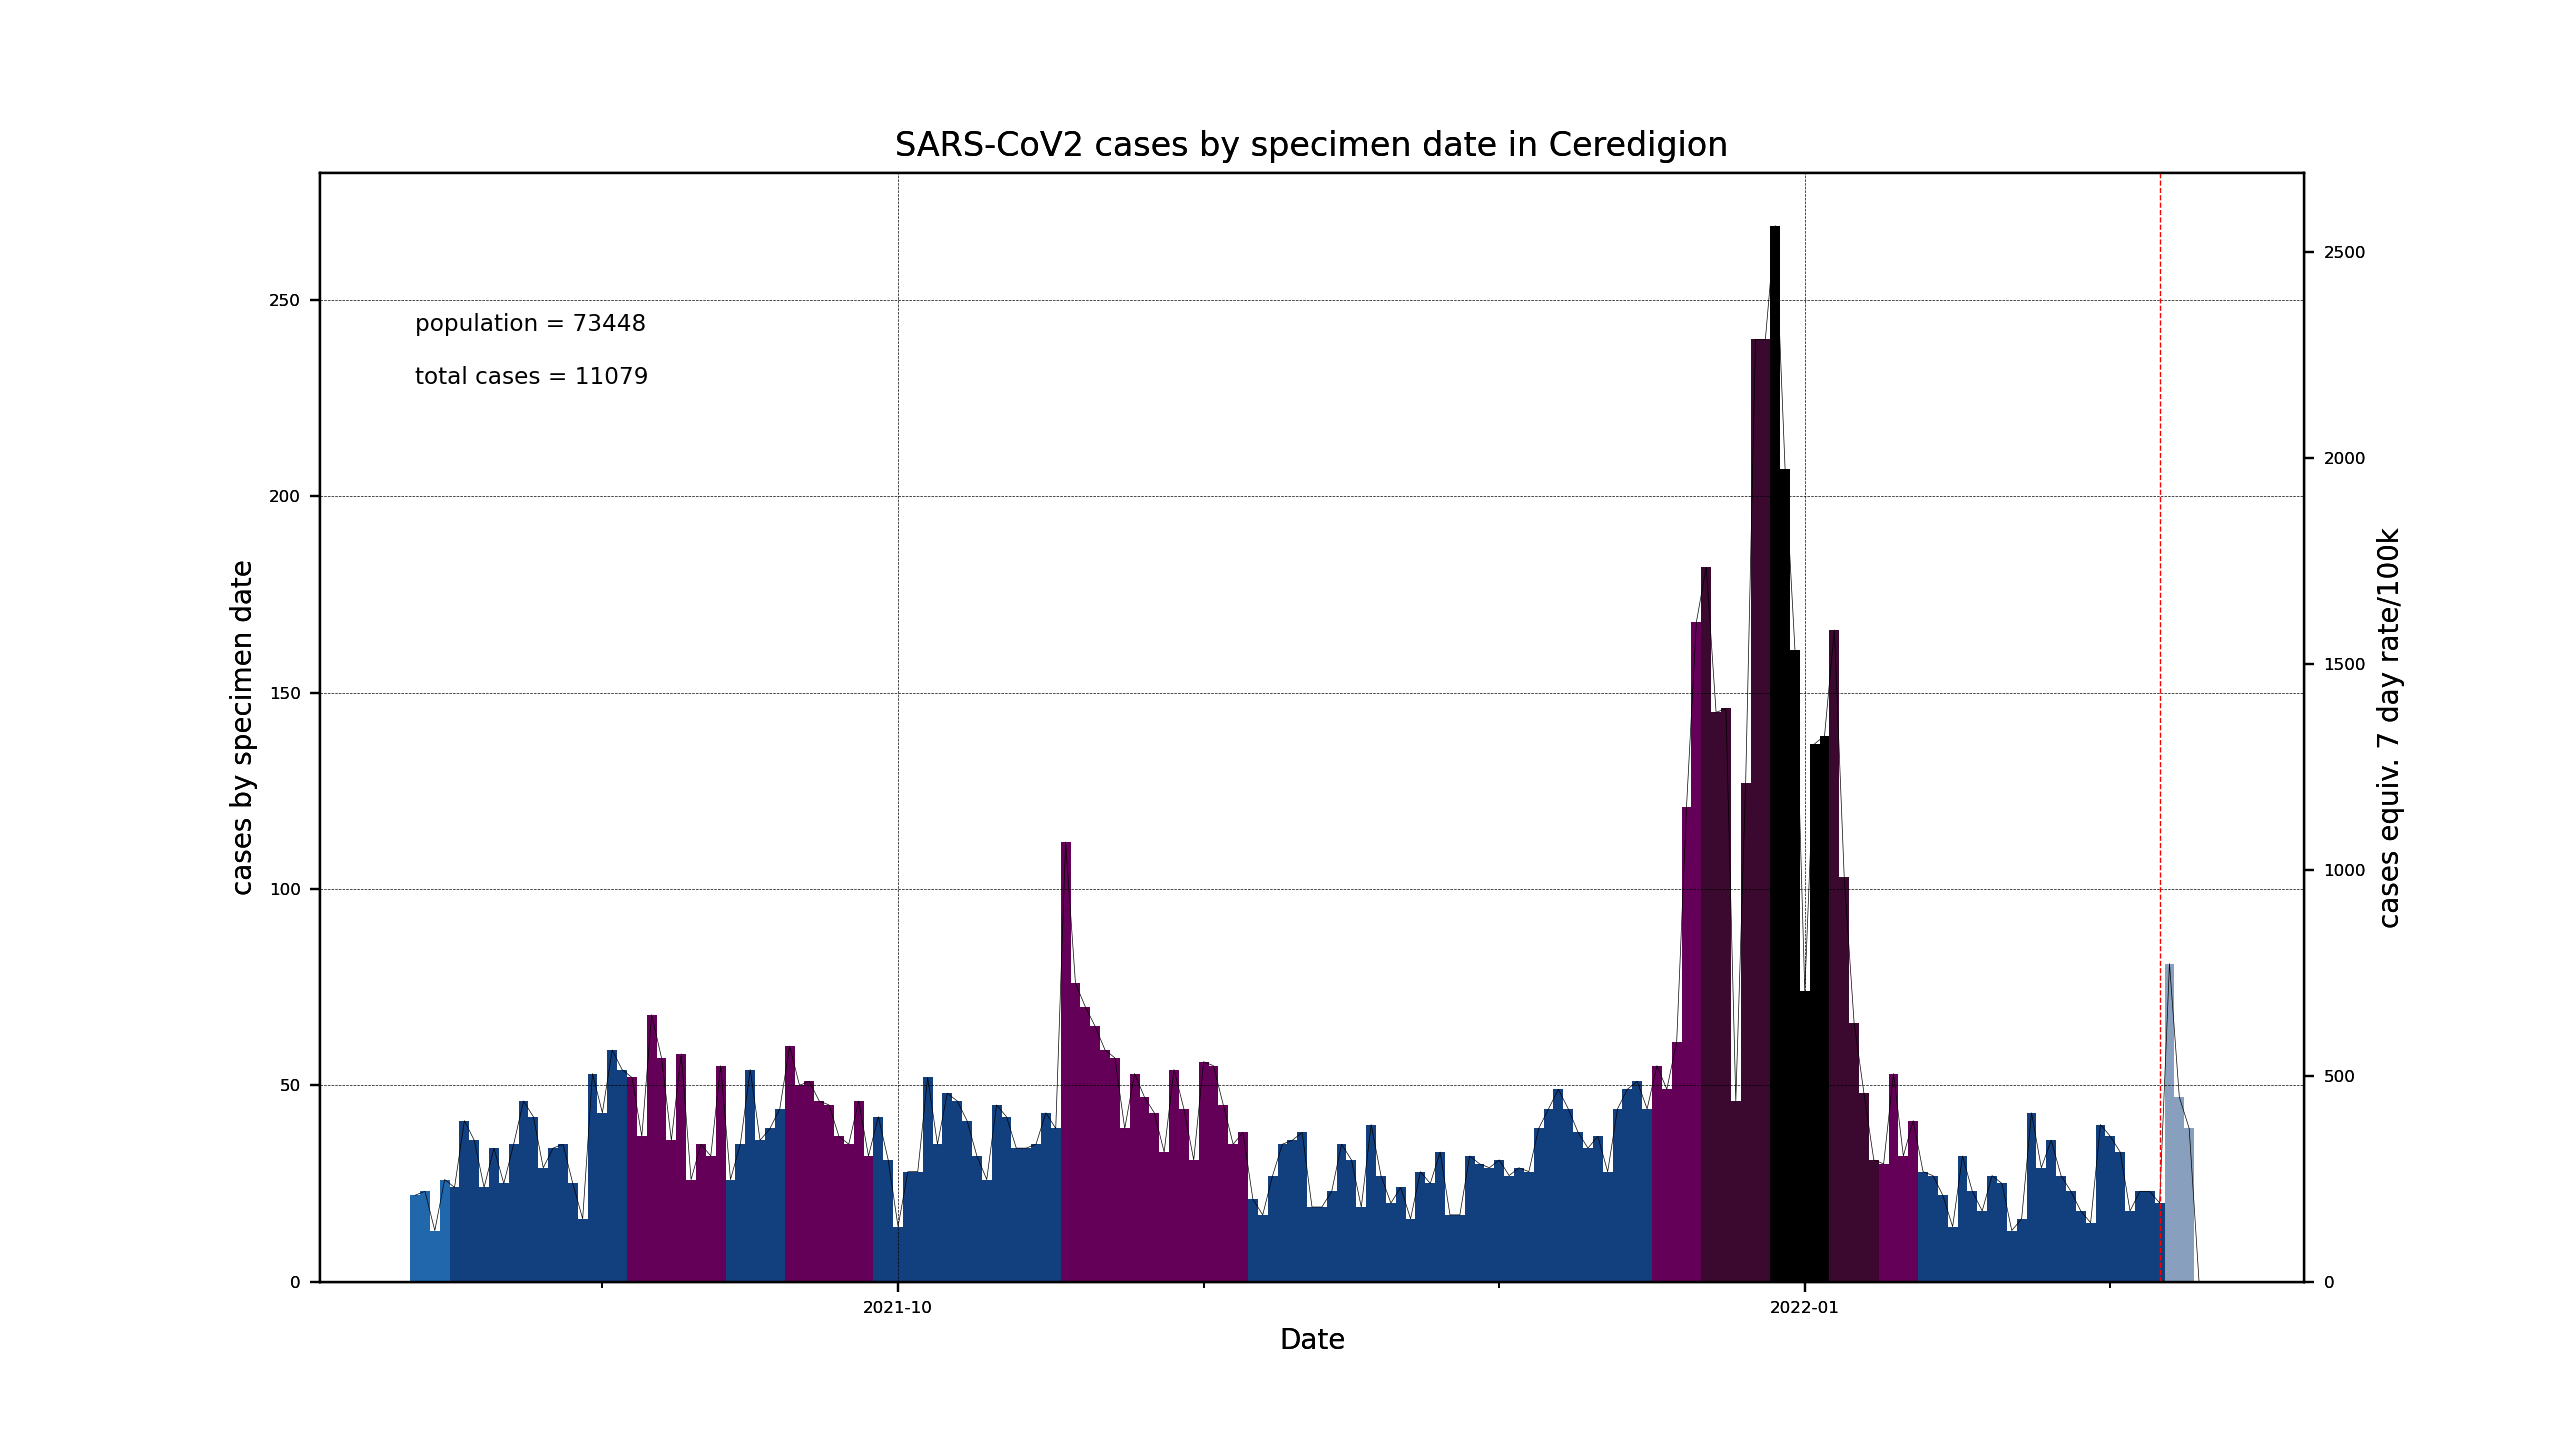 SARS-CoV2 cases by specimen date in Ceredigion
population = 73448
total cases = 11079
cases by specimen date
250
200
150
100
50
0
2500
2000
1500
1000
500
0
cases equiv. 7 day rate/100k
2021-10
2022-01
Date